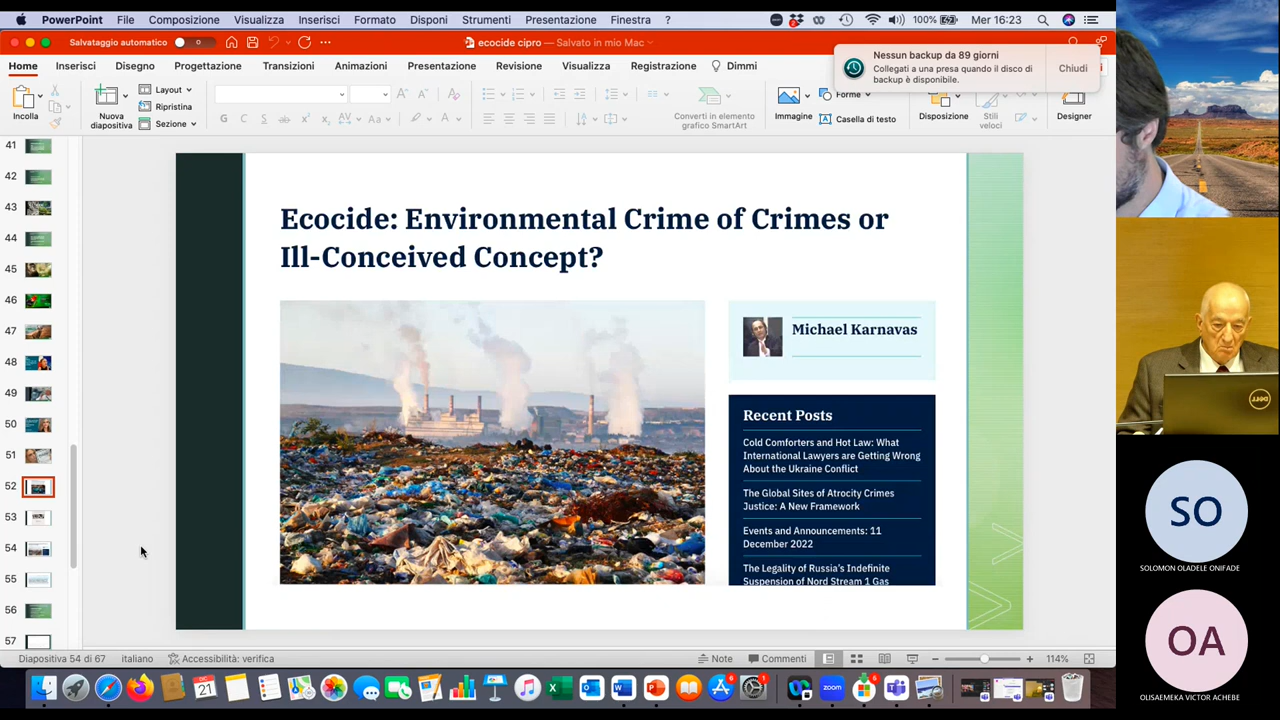 PowerPoint File Composizione Visualizza Inserisci Formato Disponi Strumenti Presentazione Finestra ? 100% Mer 16:23
Salvataggio automatico ecocide cipro — Salvato in mio Mac
Nessun backup da 89 giorni
Collegati a una presa quando il disco di
backup è disponibile.
Chiudi
Home Inserisci Disegno Progettazione Transizioni Animazioni Presentazione Revisione Visualizza Registrazione Dimmi
Incolla
Nuova
diapositiva
Layout
Ripristina
Sezione
Converti in elemento
grafico SmartArt
Immagine
Forme
Casella di testo
Disposizione
Stili
veloci
Designer
41
42
43
44
45
46
47
48
49
50
51
52
53
54
55
56
57
Ecocide: Environmental Crime of Crimes or
Ill-Conceived Concept?
Michael Karnavas
Recent Posts
Cold Comforters and Hot Law: What
International Lawyers are Getting Wrong
About the Ukraine Conflict
The Global Sites of Atrocity Crimes
Justice: A New Framework
Events and Announcements: 11
December 2022
The Legality of Russia's Indefinite
Suspension of Nord Stream 1 Gas
Diapositiva 54 di 67 italiano Accessibilità: verifica Note Commenti 114%
DELL
SO
SOLOMON OLADELE ONIFADE
OA
OLISAEMEKA VICTOR ACHEBE
21
zoom